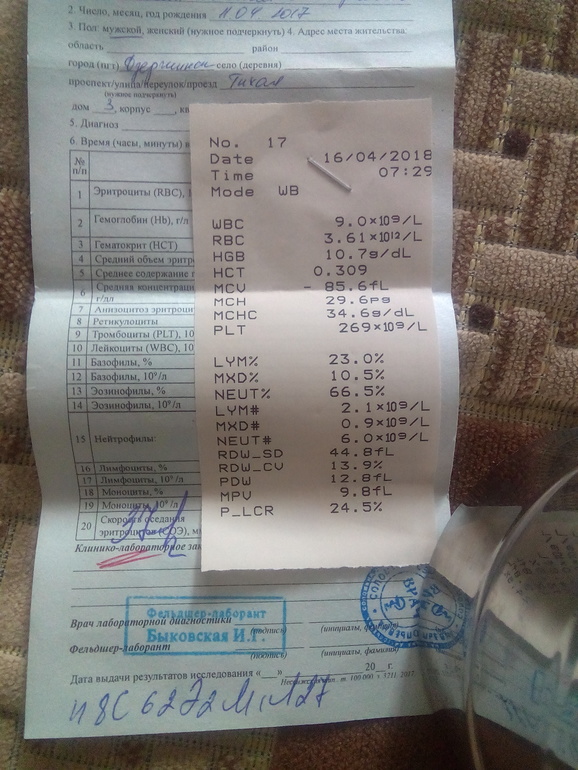 2. Число, месяц, год рождения 11.04 2017
3 Пол мужской, женский (нужное подчеркнуть) 4. Адрес места жительства:
область район
город (пгт) село (деревня)
проспект/улица/переулок/проезд Тихая
(нужное подчеркнуть)
дом 3, корпус , кв
5. Диагноз
6. Время (часы, минуты)
№ п/п
1 Эритроциты (RBC),
2 Гемоглобин (Hb), г/л
3 Гематокрит (HCT)
4 Средний объем
5 Среднее содержание
6 Средняя
г/дл
7 Анизоцитоз
8 Ретикулоциты
9 Тромбоциты (PLT), 10
10 Лейкоциты (WBC), 10
11 Базофилы, %
12 Базофилы, 10⁹/л
13 Эозинофилы, %
14 Эозинофилы, 10⁹/л
15 Нейтрофилы:
16 Лимфоциты, %
17 Лимфоциты, 10⁹/л
18 Моноциты, %
19 Моноциты, 10⁹/л
20 Скорость оседания
No. 17
Date 16/04/2018
Time 07:29
Mode WB
WBC 9.0×10⁹/L
RBC 3.61×10¹²/L
HGB 10.7g/dL
HCT 0.309
MCV - 85.6fL
MCH 29.6pg
MCHC 34.6g/dL
PLT 269×10⁹/L
LYM% 23.0%
MXD% 10.5%
NEUT% 66.5%
LYM# 2.1×10⁹/L
MXD# 0.9×10⁹/L
NEUT# 6.0×10⁹/L
RDW_SD 44.8fL
RDW_CV 13.9%
PDW 12.8fL
MPV 9.8fL
P_LCR 24.5%
Клинико-лабораторное
Врач лабораторной диагностики
(подпись) (инициалы, фамилия)
Фельдшер-лаборант
(подпись) (инициалы, фамилия)
Фельдшер-лаборант
Быковская И.Г.
ВРАЧ
Дата выдачи результатов исследования «__» 20__ г.